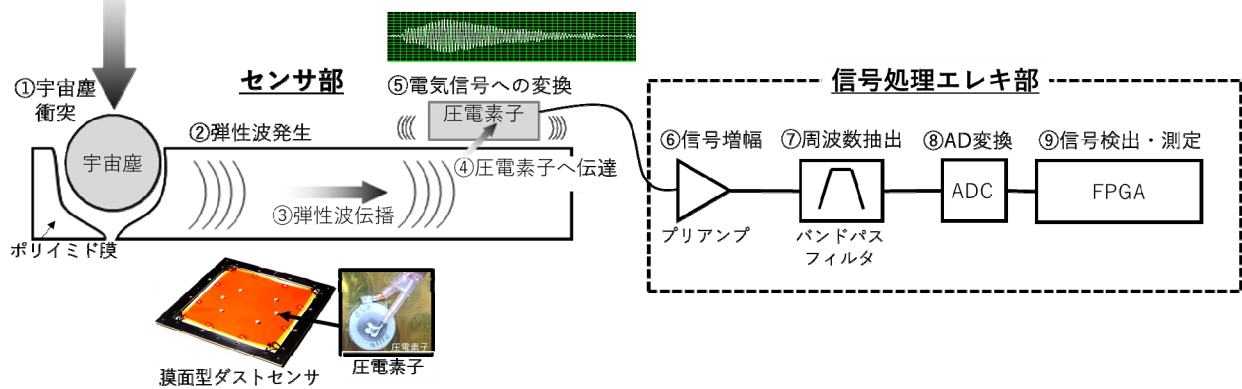 センサ部
信号処理エレキ部
①宇宙塵
衝突
宇宙塵
②弾性波発生
③弾性波伝播
④圧電素子へ伝達
⑤電気信号への変換
圧電素子
ポリイミド膜
⑥信号増幅
⑦周波数抽出
⑧AD変換
⑨信号検出・測定
ADC
FPGA
プリアンプ
バンドパス
フィルタ
圧電素子
圧電素子
膜面型ダストセンサ